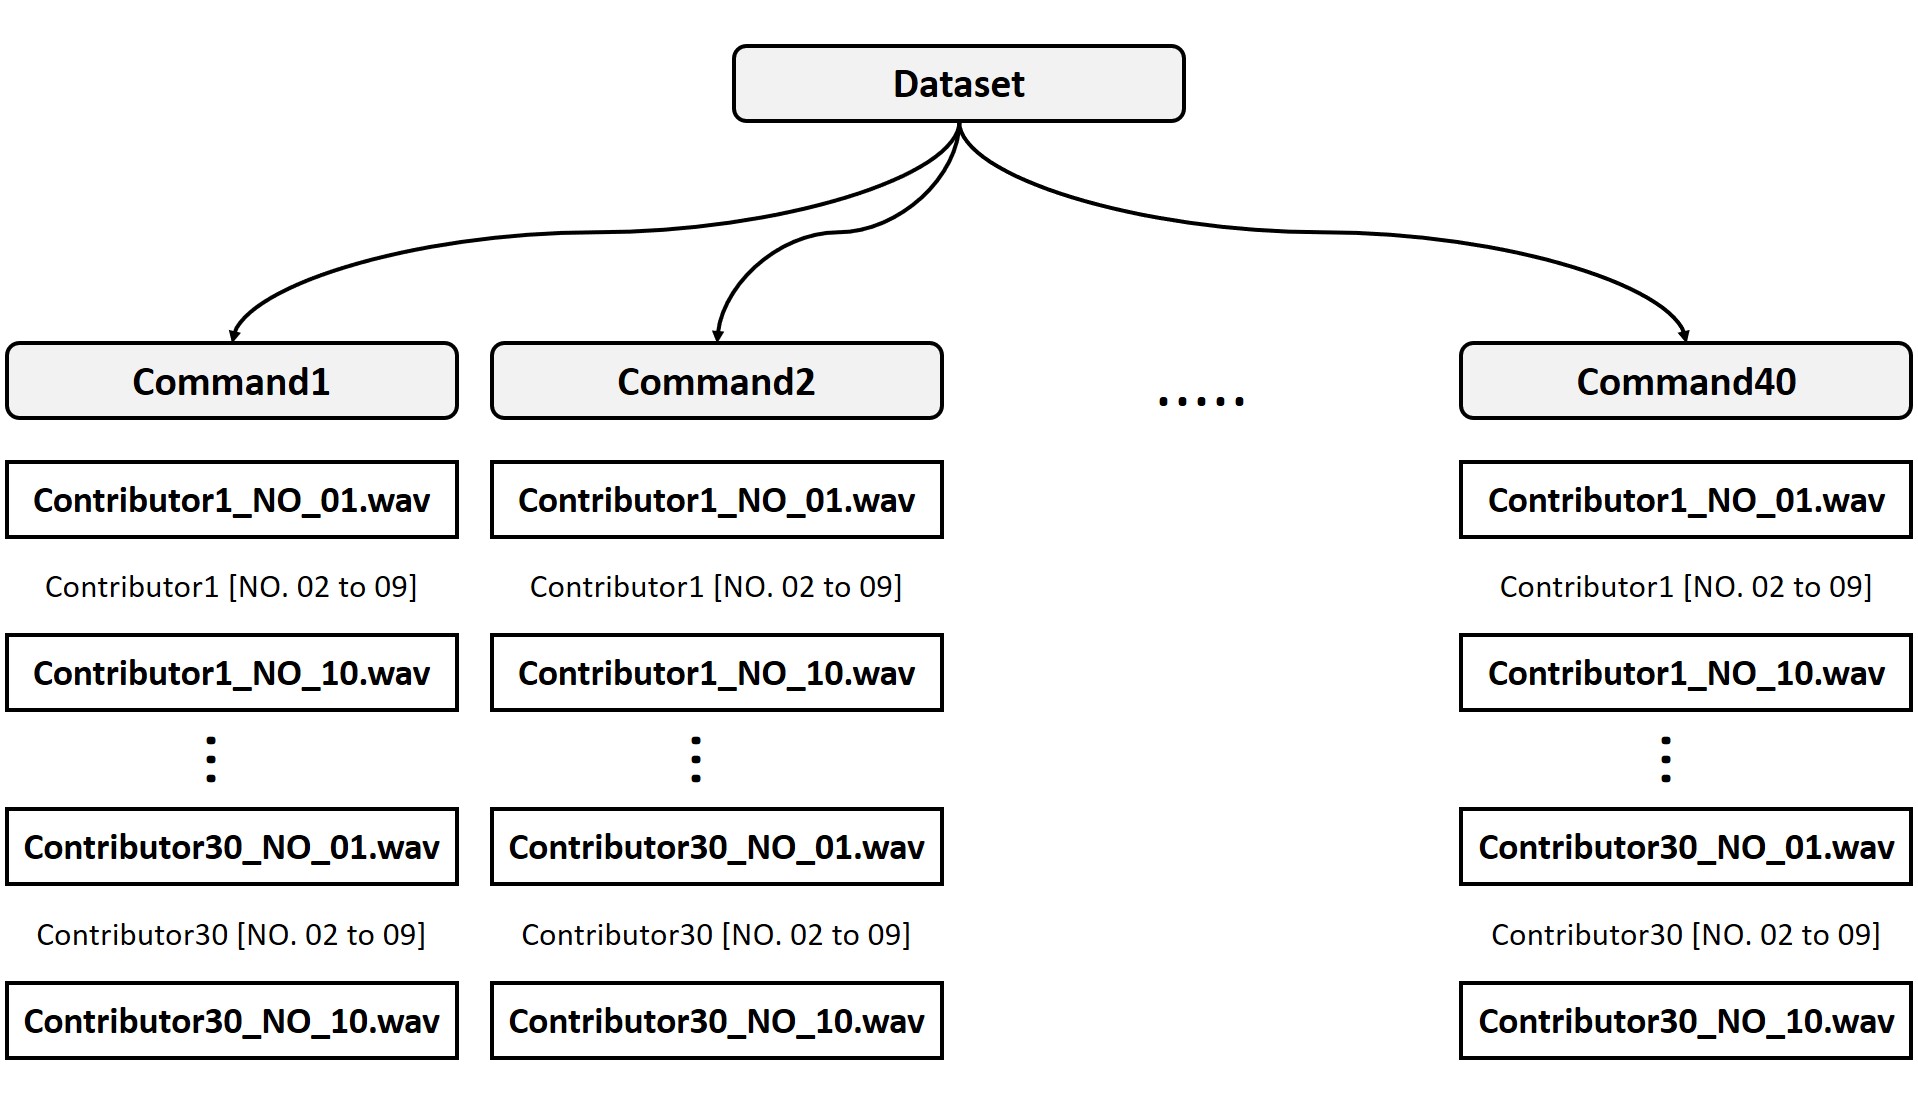 Dataset
Command1
Command2
.....
Command40
Contributor1_NO_01.wav
Contributor1_NO_01.wav
Contributor1_NO_01.wav
Contributor1 [NO. 02 to 09]
Contributor1 [NO. 02 to 09]
Contributor1 [NO. 02 to 09]
Contributor1_NO_10.wav
Contributor1_NO_10.wav
Contributor1_NO_10.wav
Contributor30_NO_01.wav
Contributor30_NO_01.wav
Contributor30_NO_01.wav
Contributor30 [NO. 02 to 09]
Contributor30 [NO. 02 to 09]
Contributor30 [NO. 02 to 09]
Contributor30_NO_10.wav
Contributor30_NO_10.wav
Contributor30_NO_10.wav